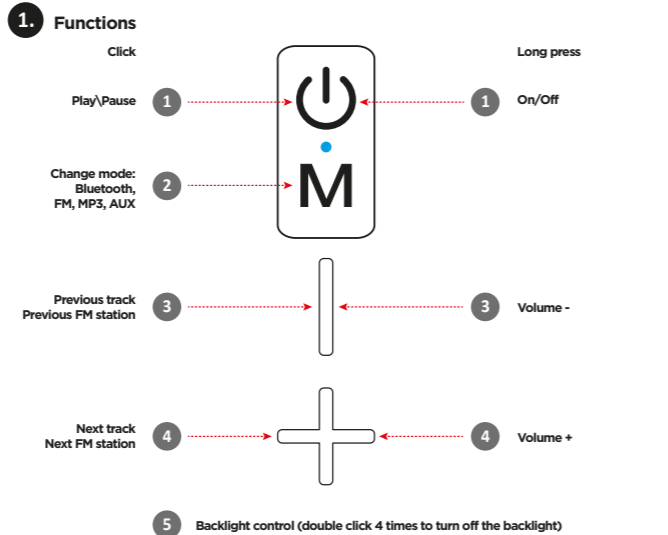 1. Functions
Click
Long press
Play\Pause
1
1
On/Off
Change mode:
Bluetooth,
FM, MP3, AUX
2
M
Previous track
Previous FM station
3
3
Volume -
Next track
Next FM station
4
4
Volume +
5 Backlight control (double click 4 times to turn off the backlight)